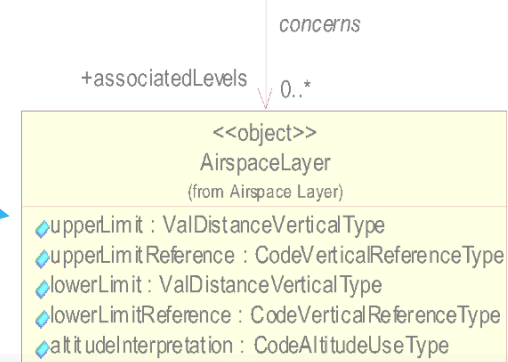 concerns
+associatedLevels
0..*
<<object>>
AirspaceLayer
(from Airspace Layer)
upperLimit : ValDistanceVerticalType
upperLimitReference : CodeVerticalReferenceType
lowerLimit : ValDistanceVerticalType
lowerLimitReference : CodeVerticalReferenceType
altitudeInterpretation : CodeAltitudeUseType